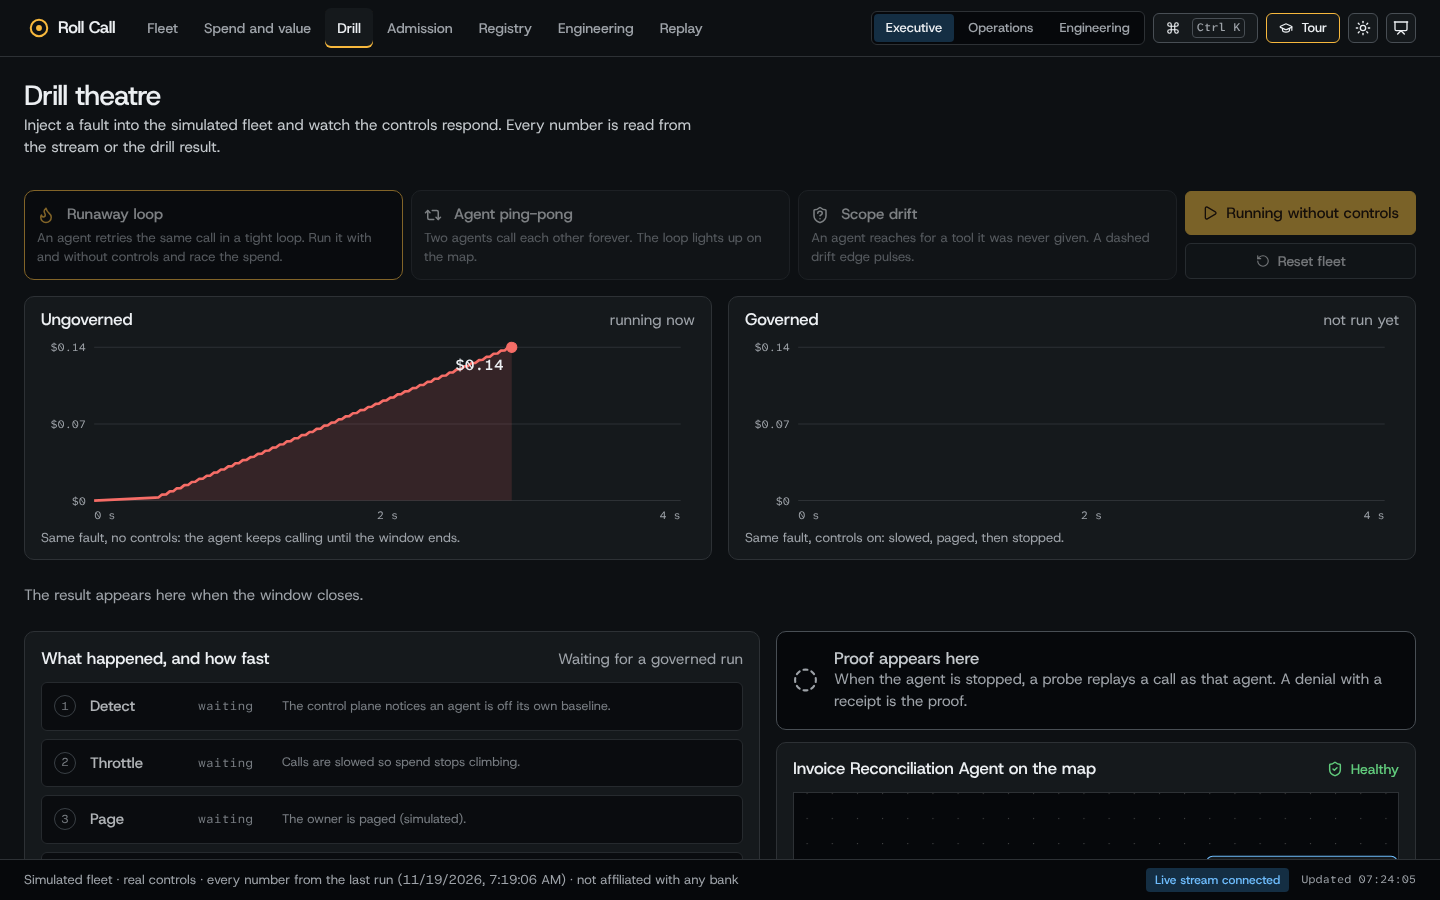 Roll Call
Fleet
Spend and value
Drill
Admission
Registry
Engineering
Replay
Executive
Operations
Engineering
⌘ Ctrl K
Tour
Drill theatre
Inject a fault into the simulated fleet and watch the controls respond. Every number is read from
the stream or the drill result.
Runaway loop
An agent retries the same call in a tight loop. Run it with
and without controls and race the spend.
Agent ping-pong
Two agents call each other forever. The loop lights up on
the map.
Scope drift
An agent reaches for a tool it was never given. A dashed
drift edge pulses.
Running without controls
Reset fleet
Ungoverned
running now
$0.14
$0.14
$0.07
$0
0 s
2 s
4 s
Same fault, no controls: the agent keeps calling until the window ends.
Governed
not run yet
$0.14
$0.07
$0
0 s
2 s
4 s
Same fault, controls on: slowed, paged, then stopped.
The result appears here when the window closes.
What happened, and how fast
Waiting for a governed run
1 Detect waiting The control plane notices an agent is off its own baseline.
2 Throttle waiting Calls are slowed so spend stops climbing.
3 Page waiting The owner is paged (simulated).
Proof appears here
When the agent is stopped, a probe replays a call as that agent. A denial with a
receipt is the proof.
Invoice Reconciliation Agent on the map
Healthy
Simulated fleet · real controls · every number from the last run (11/19/2026, 7:19:06 AM) · not affiliated with any bank
Live stream connected
Updated 07:24:05